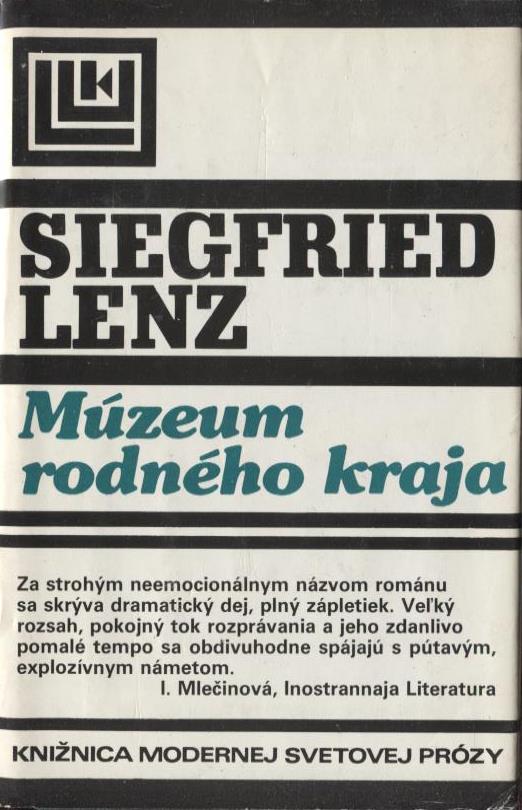 SIEGFRIED
LENZ
Múzeum
rodného kraja
Za strohým neemocionálnym názvom románu
sa skrýva dramatický dej, plný zápletiek. Veľký
rozsah, pokojný tok rozprávania a jeho zdanlivo
pomalé tempo sa obdivuhodne spájajú s pútavým,
explozívnym námetom.
I. Mlečinová, Inostrannaja Literatura
KNIŽNICA MODERNEJ SVETOVEJ PRÓZY